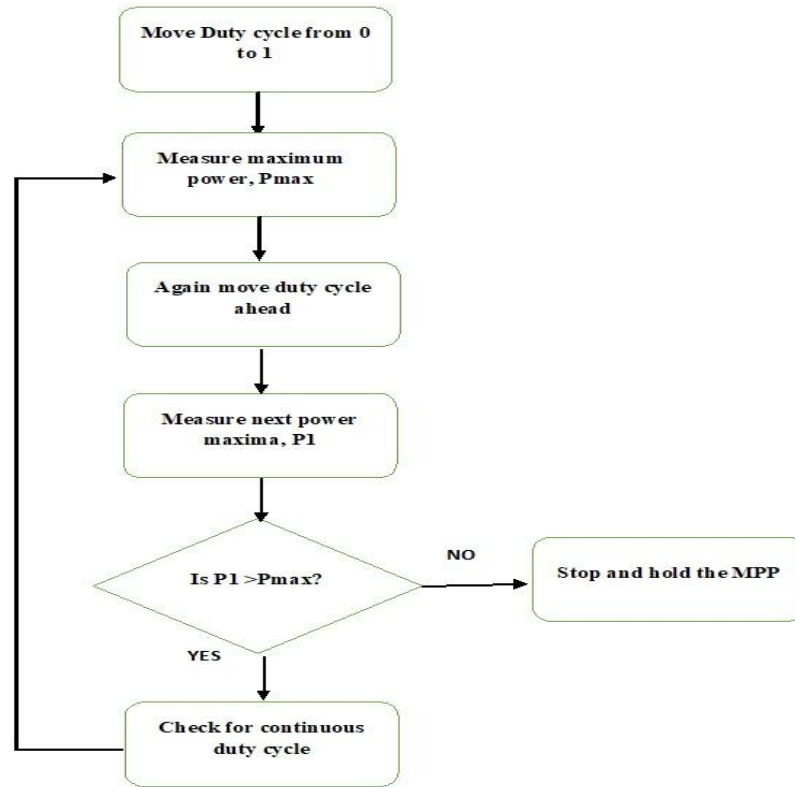 Move Duty cycle from 0
to 1
Measure maximum
power, Pmax
Again move duty cycle
ahead
Measure next power
maxima, P1
Is P1 >Pmax?
NO
Stop and hold the MPP
YES
Check for continuous
duty cycle